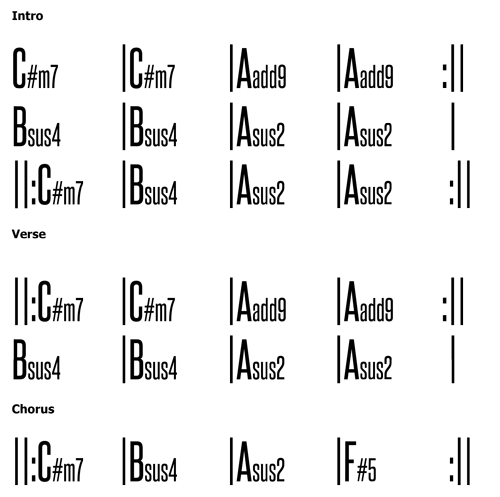 Intro
C#m7 |C#m7 |Aadd9 |Aadd9 :||
Bsus4 |Bsus4 |Asus2 |Asus2 |
||:C#m7 |Bsus4 |Asus2 |Asus2 :||
Verse
||:C#m7 |C#m7 |Aadd9 |Aadd9 :||
Bsus4 |Bsus4 |Asus2 |Asus2 |
Chorus
||:C#m7 |Bsus4 |Asus2 |F#5 :||